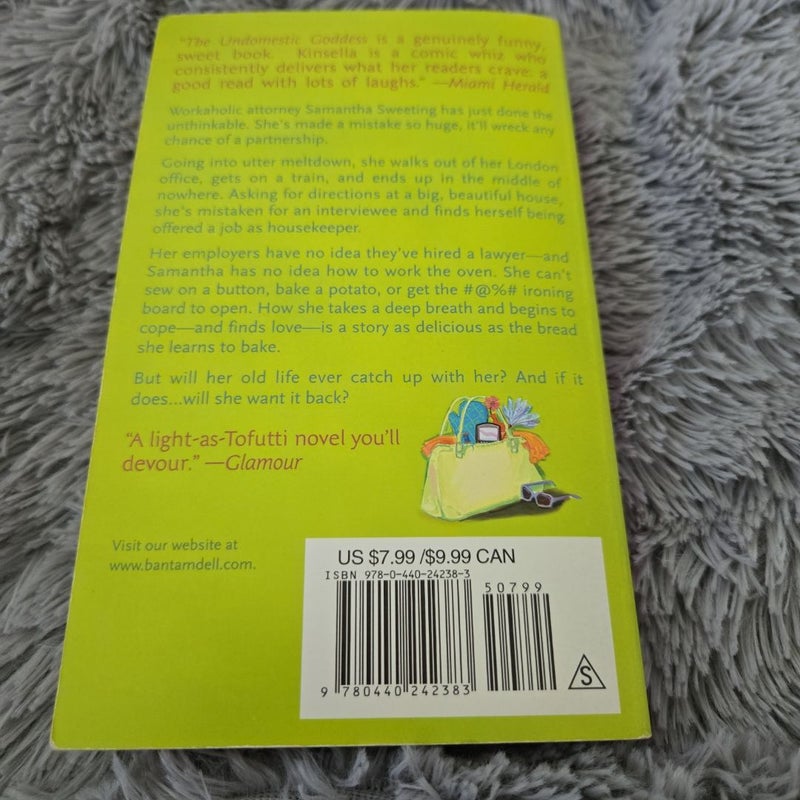 "The Undomestic Goddess is a genuinely funny,
sweet book. Kinsella is a comic whiz who
consistently delivers what her readers crave: a
good read with lots of laughs." —Miami Herald
Workaholic attorney Samantha Sweeting has just done the
unthinkable. She's made a mistake so huge, it'll wreck any
chance of a partnership.
Going into utter meltdown, she walks out of her London
office, gets on a train, and ends up in the middle of
nowhere. Asking for directions at a big, beautiful house,
she's mistaken for an interviewee and finds herself being
offered a job as housekeeper.
Her employers have no idea they've hired a lawyer—and
Samantha has no idea how to work the oven. She can't
sew on a button, bake a potato, or get the #@%# ironing
board to open. How she takes a deep breath and begins to
cope—and finds love—is a story as delicious as the bread
she learns to bake.
But will her old life ever catch up with her? And if it
does...will she want it back?
"A light-as-Tofutti novel you'll
devour." —Glamour
Visit our website at
www.bantamdell.com.
US $7.99 /$9.99 CAN
ISBN 978-0-440-24238-3
50799
9 780440 242383
S